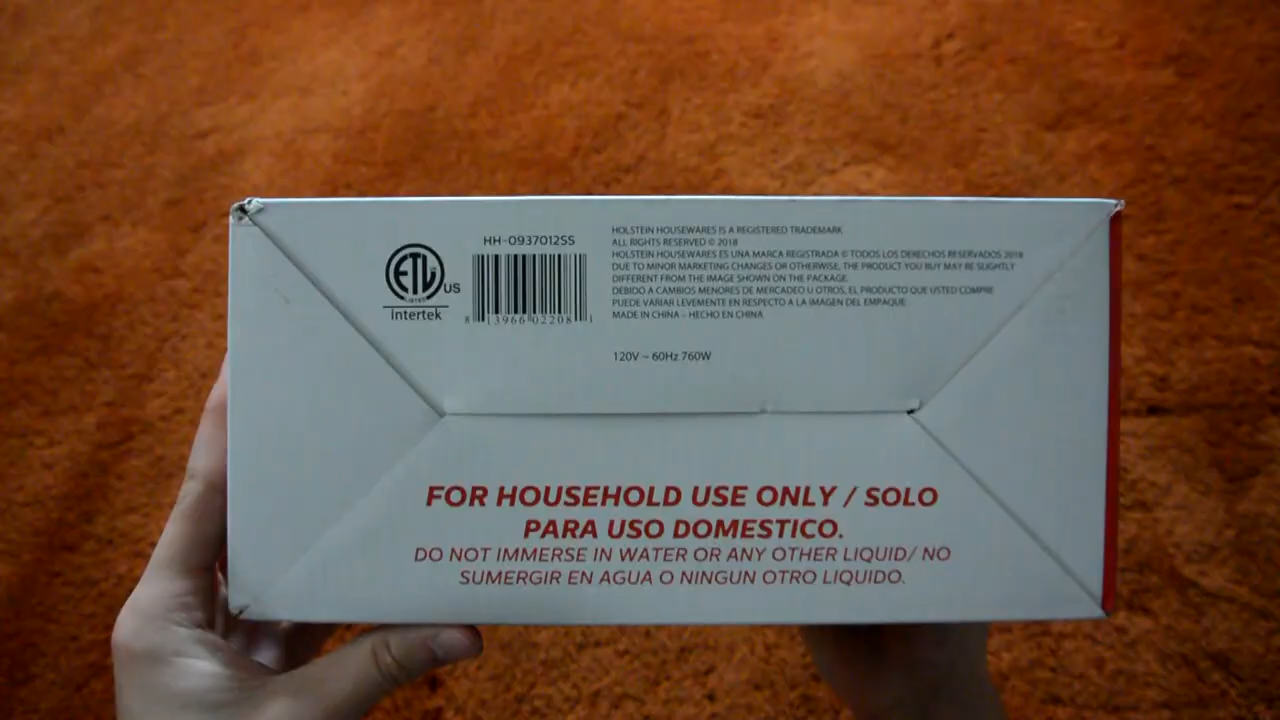 HH-0937012SS
ETL
LISTED
US
Intertek
8 13966 02208 1
HOLSTEIN HOUSEWARES IS A REGISTERED TRADEMARK
ALL RIGHTS RESERVED © 2018
HOLSTEIN HOUSEWARES ES UNA MARCA REGISTRADA © TODOS LOS DERECHOS RESERVADOS 2018
DUE TO MINOR MARKETING CHANGES OR OTHERWISE, THE PRODUCT YOU BUY MAY BE SLIGHTLY
DIFFERENT FROM THE IMAGE SHOWN ON THE PACKAGE.
DEBIDO A CAMBIOS MENORES DE MERCADEO U OTROS, EL PRODUCTO QUE USTED COMPRE
PUEDE VARIAR LEVEMENTE EN RESPECTO A LA IMAGEN DEL EMPAQUE
MADE IN CHINA – HECHO EN CHINA
120V ~ 60Hz 760W
FOR HOUSEHOLD USE ONLY / SOLO
PARA USO DOMESTICO.
DO NOT IMMERSE IN WATER OR ANY OTHER LIQUID/ NO
SUMERGIR EN AGUA O NINGUN OTRO LIQUIDO.